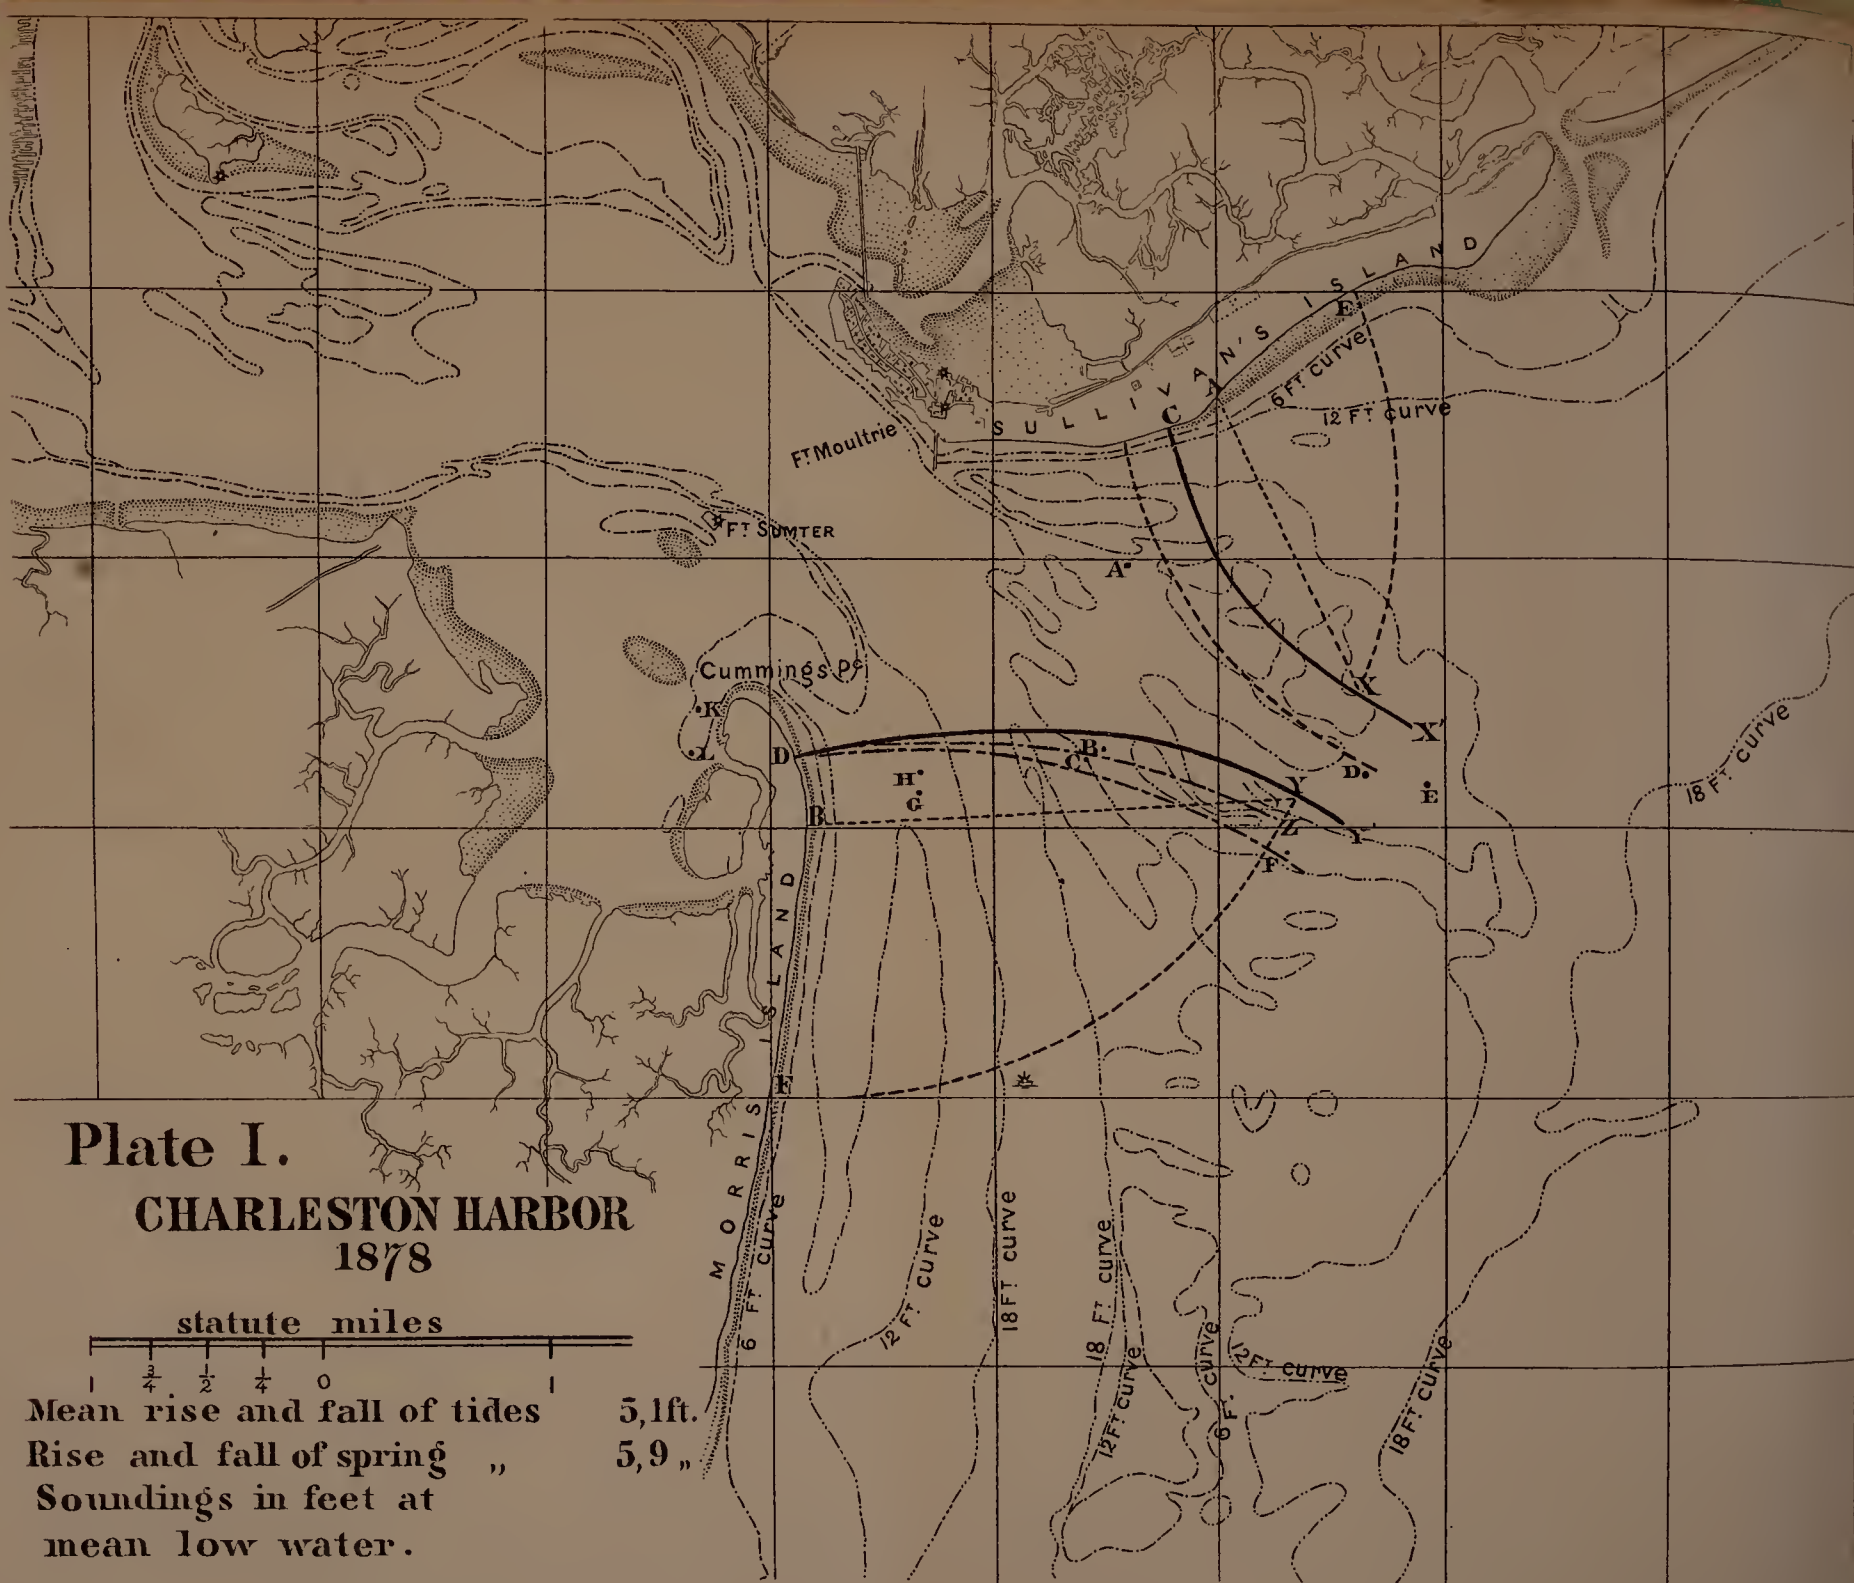 SULLIVAN'S ISLAND
E
6 FT curve
A
C
12 FT curve
FT Moultrie
FT SUMTER
A
Cummings Pt
K
X
X'
18 FT curve
L
D
B
C
H
G
D
E
Y
B
Z
Y'
F
MORRIS ISLAND
F
Plate I.
CHARLESTON HARBOR
1878
statute miles
1 3/4 1/2 1/4 0 1
Mean rise and fall of tides 5,1ft.
Rise and fall of spring „ 5,9 „
Soundings in feet at
mean low water.
6 FT curve
12 FT curve
18 FT curve
18 FT curve
12 FT curve
6 FT curve
12 FT curve
18 FT curve